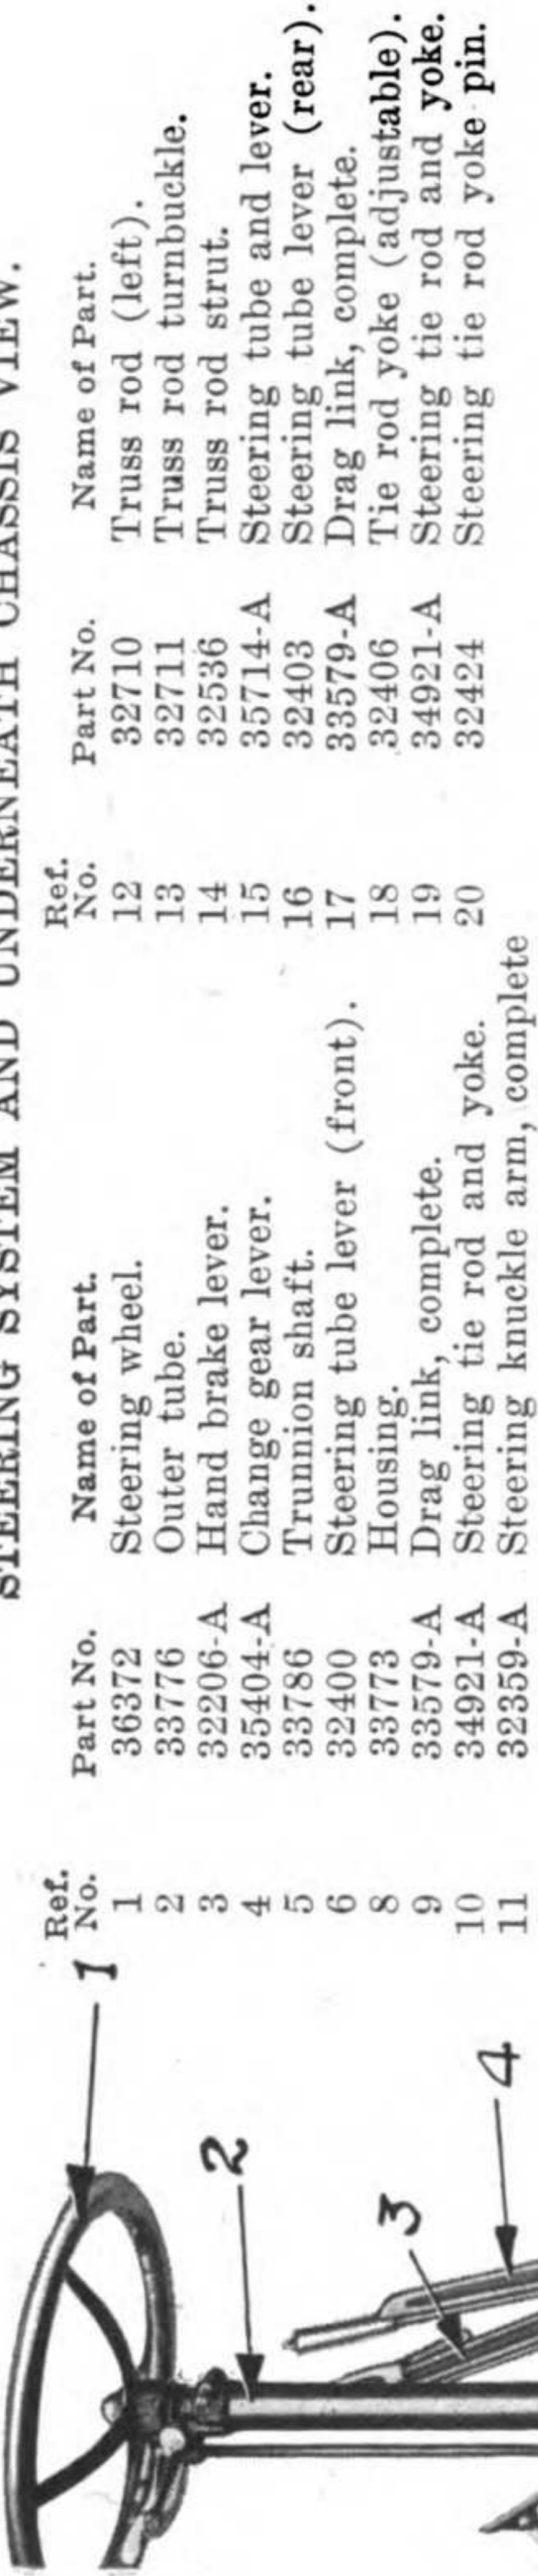 STEERING SYSTEM AND UNDERNEATH CHASSIS VIEW.
Ref. No. Part No. Name of Part.
1 36372 Steering wheel.
2 33776 Outer tube.
3 32206-A Hand brake lever.
4 35404-A Change gear lever.
5 33786 Trunnion shaft.
6 32400 Steering tube lever (front).
8 33773 Housing.
9 33579-A Drag link, complete.
10 34921-A Steering tie rod and yoke.
11 32359-A Steering knuckle arm, complete
Ref. No. Part No. Name of Part.
12 32710 Truss rod (left).
13 32711 Truss rod turnbuckle.
14 32536 Truss rod strut.
15 35714-A Steering tube and lever.
16 32403 Steering tube lever (rear).
17 33579-A Drag link, complete.
18 32406 Tie rod yoke (adjustable).
19 34921-A Steering tie rod and yoke.
20 32424 Steering tie rod yoke pin.
1
2
3
4